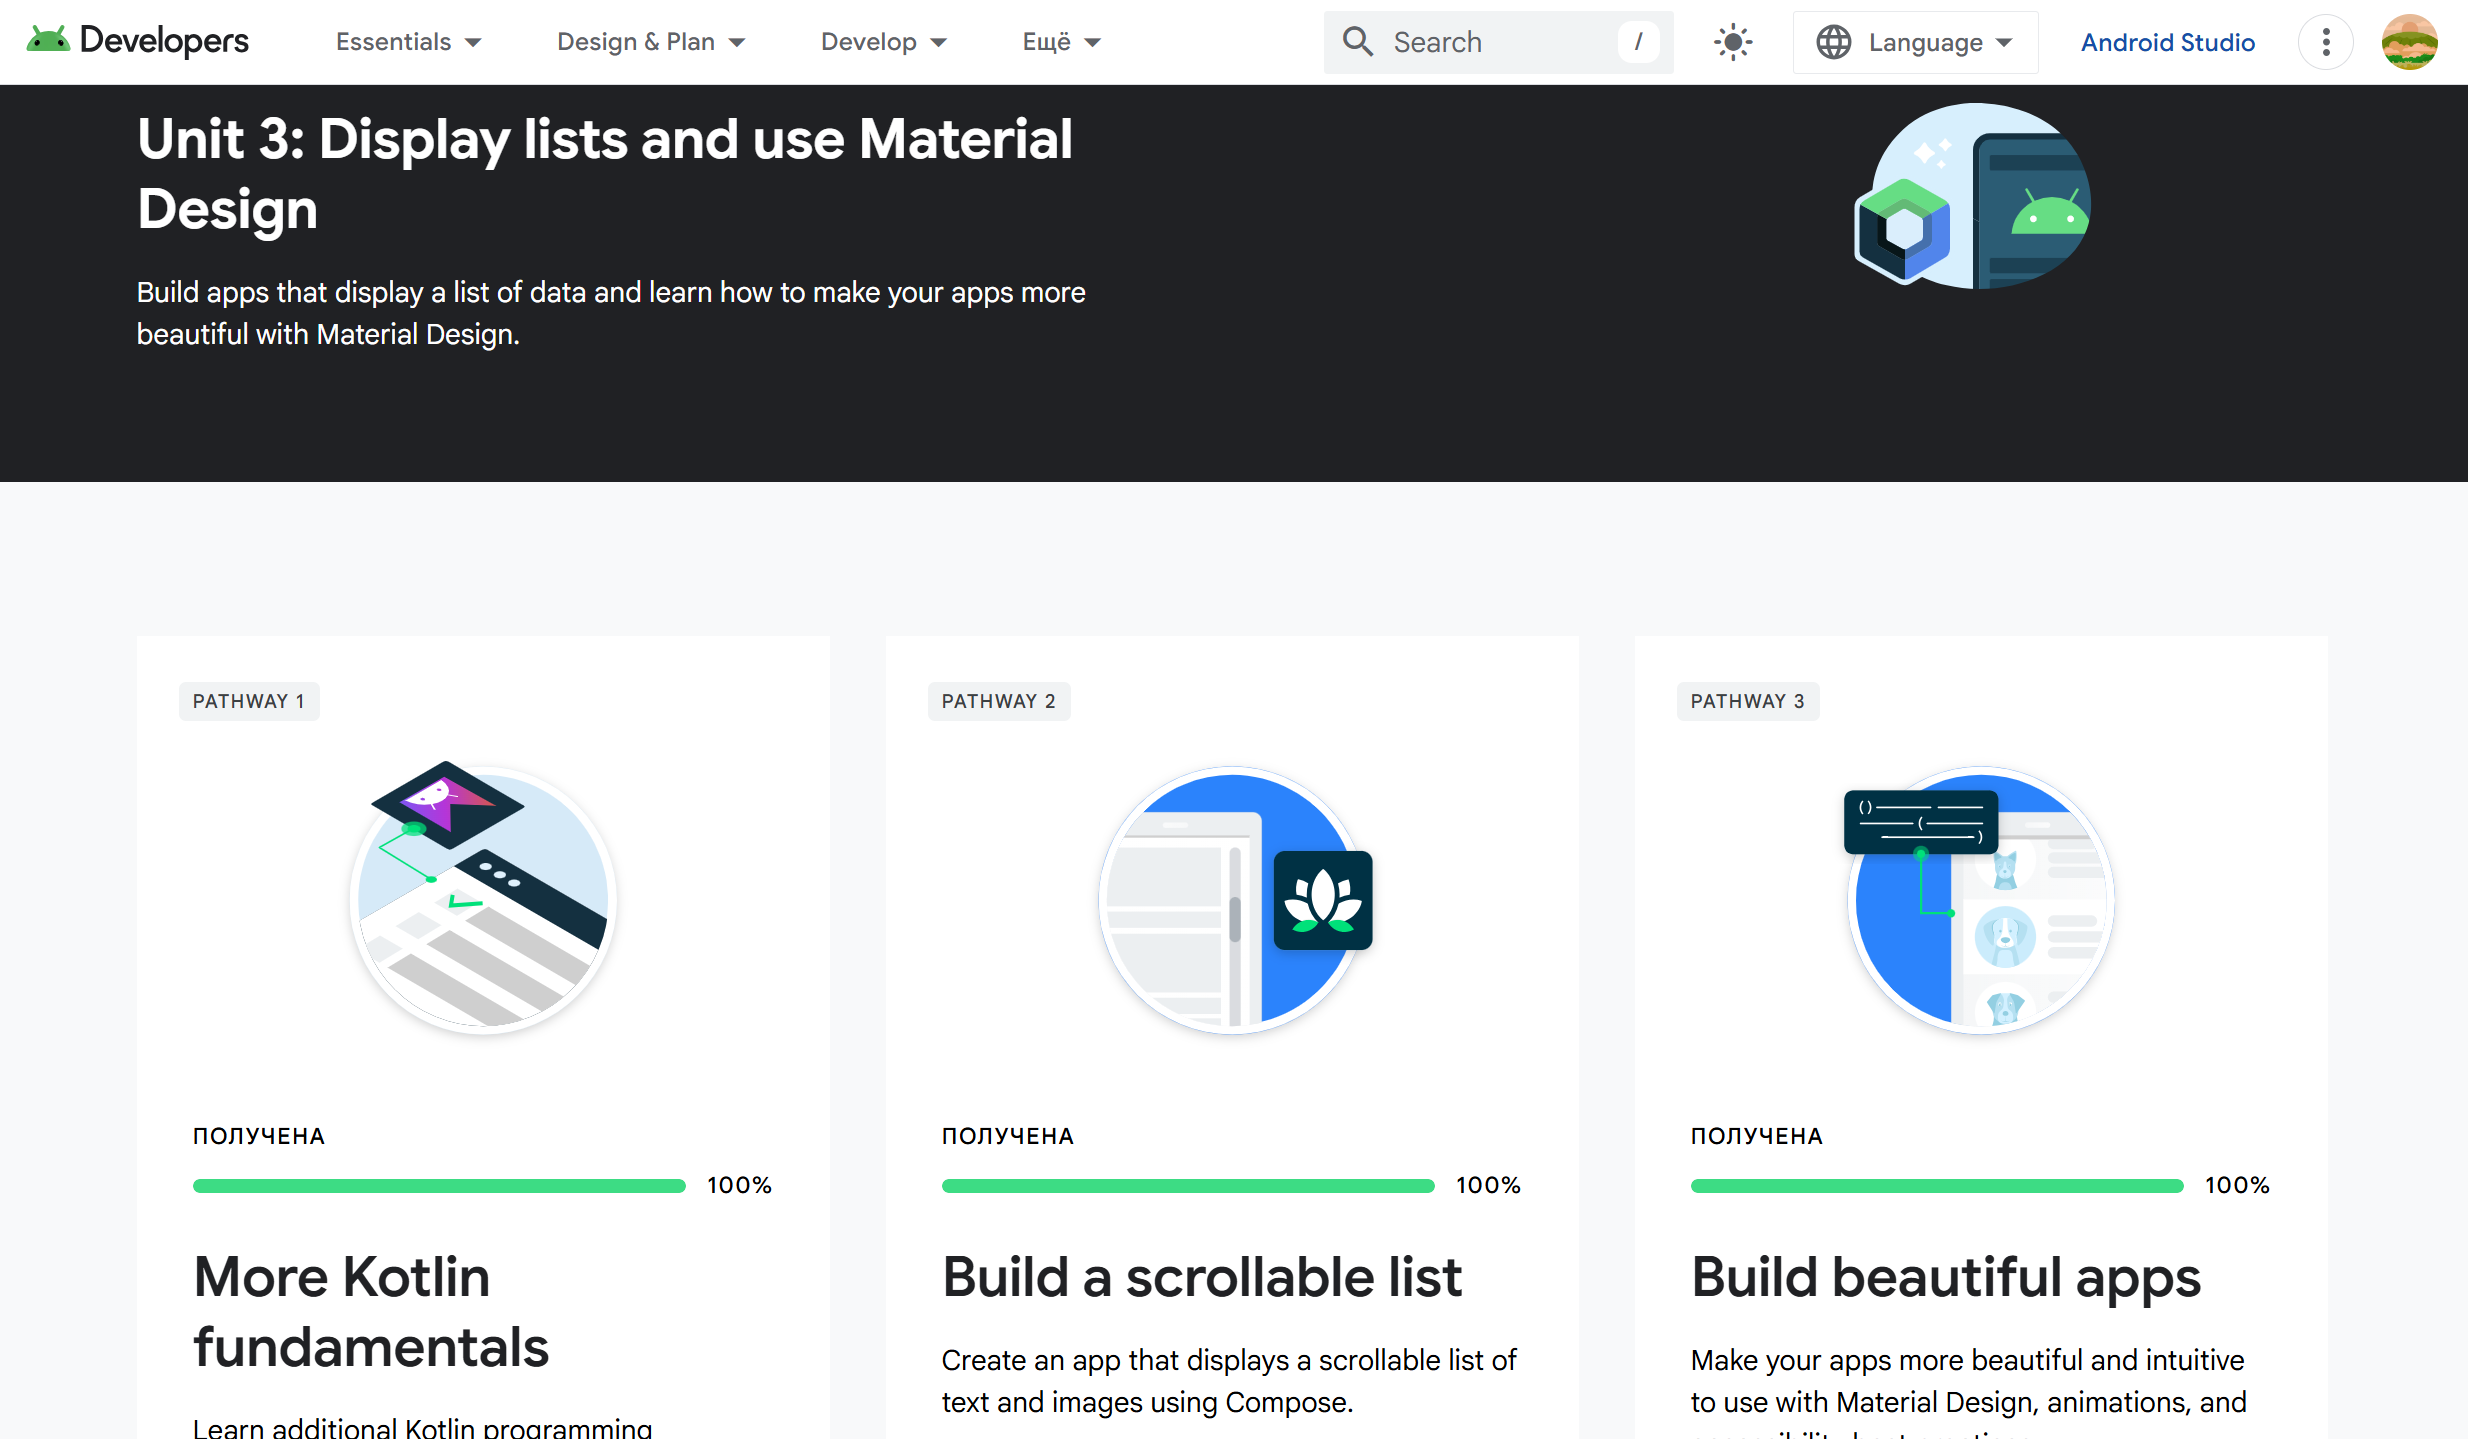 Developers
Essentials
Design & Plan
Develop
Ещё
Search
/
Language
Android Studio
Unit 3: Display lists and use Material
Design
Build apps that display a list of data and learn how to make your apps more
beautiful with Material Design.
PATHWAY 1
ПОЛУЧЕНА
100%
More Kotlin
fundamentals
Learn additional Kotlin programming
PATHWAY 2
ПОЛУЧЕНА
100%
Build a scrollable list
Create an app that displays a scrollable list of
text and images using Compose.
PATHWAY 3
ПОЛУЧЕНА
100%
Build beautiful apps
Make your apps more beautiful and intuitive
to use with Material Design, animations, and